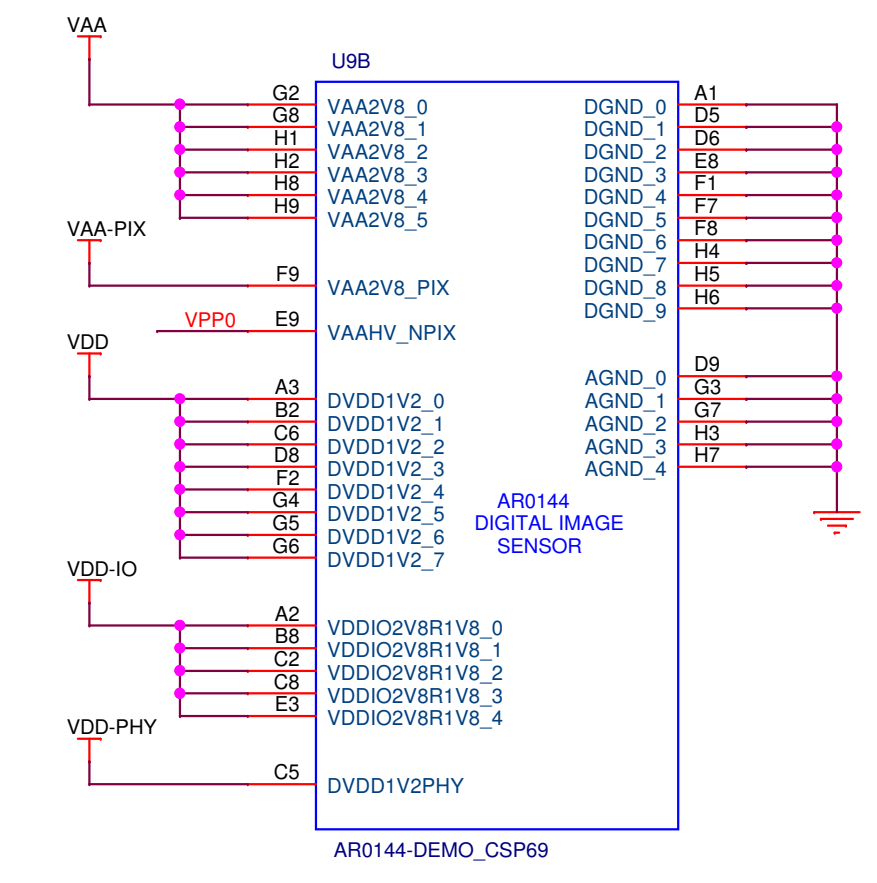 VAA
U9B
G2 VAA2V8_0 DGND_0 A1
G8 VAA2V8_1 DGND_1 D5
H1 VAA2V8_2 DGND_2 D6
H2 VAA2V8_3 DGND_3 E8
H8 VAA2V8_4 DGND_4 F1
H9 VAA2V8_5 DGND_5 F7
VAA-PIX
DGND_6 F8
DGND_7 H4
F9 VAA2V8_PIX DGND_8 H5
DGND_9 H6
VPP0 E9 VAAHV_NPIX
VDD
AGND_0 D9
A3 DVDD1V2_0 AGND_1 G3
B2 DVDD1V2_1 AGND_2 G7
C6 DVDD1V2_2 AGND_3 H3
D8 DVDD1V2_3 AGND_4 H7
F2 DVDD1V2_4
G4 DVDD1V2_5
G5 DVDD1V2_6
G6 DVDD1V2_7
AR0144
DIGITAL IMAGE
SENSOR
VDD-IO
A2 VDDIO2V8R1V8_0
B8 VDDIO2V8R1V8_1
C2 VDDIO2V8R1V8_2
C8 VDDIO2V8R1V8_3
E3 VDDIO2V8R1V8_4
VDD-PHY
C5 DVDD1V2PHY
AR0144-DEMO_CSP69